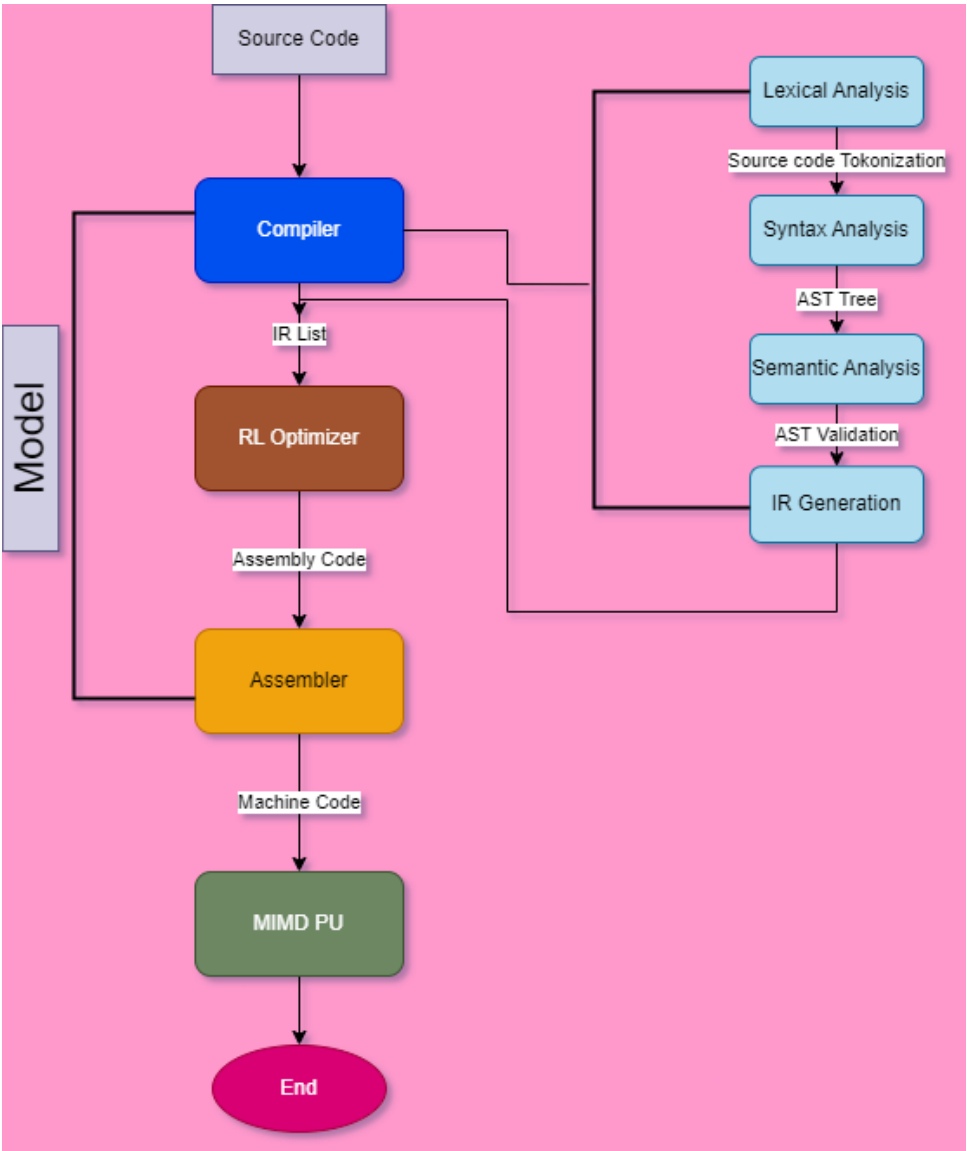 Source Code
Compiler
IR List
RL Optimizer
Assembly Code
Assembler
Machine Code
MIMD PU
End
Model
Lexical Analysis
Source code Tokonization
Syntax Analysis
AST Tree
Semantic Analysis
AST Validation
IR Generation